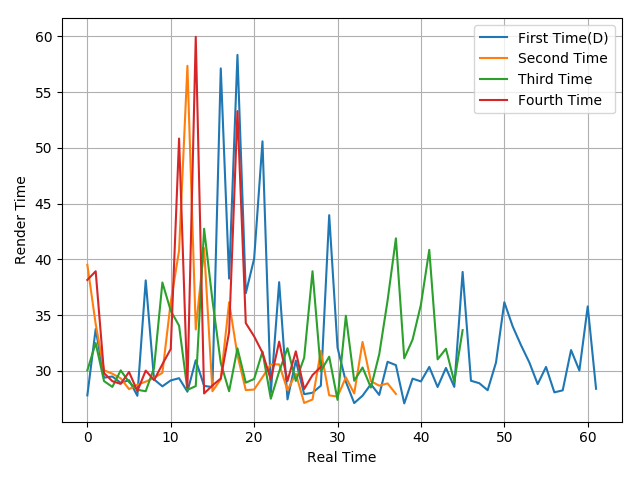 First Time(D)
Second Time
Third Time
Fourth Time
Render Time
60
55
50
45
40
35
30
0 10 20 30 40 50 60
Real Time